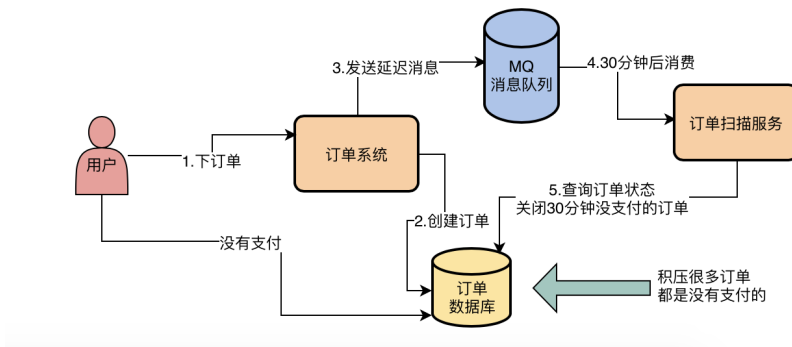 3.发送延迟消息
MQ
消息队列
4.30分钟后消费
订单扫描服务
用户
1.下订单
订单系统
5.查询订单状态
关闭30分钟没支付的订单
2.创建订单
没有支付
订单
数据库
积压很多订单
都是没有支付的